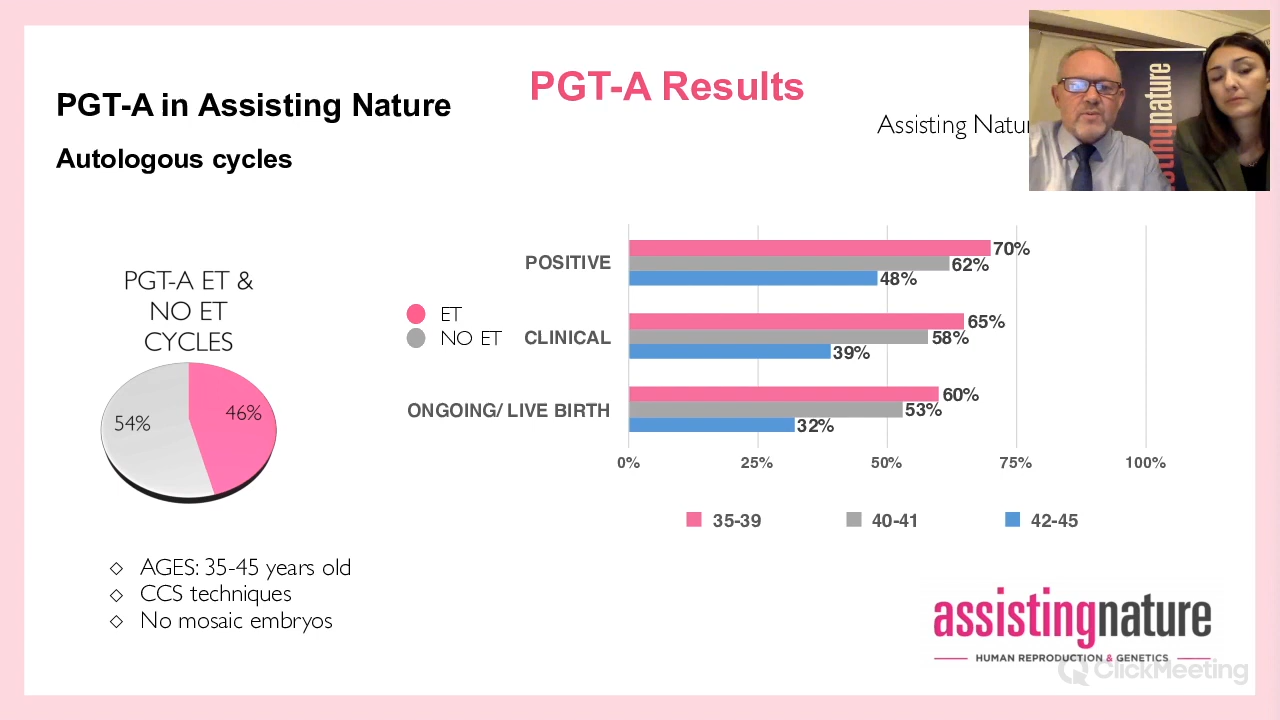 PGT-A Results
PGT-A in Assisting Nature
Assisting
Autologous cycles
PGT-A ET &
NO ET
CYCLES
54%
46%
ET
NO ET
AGES: 35-45 years old
CCS techniques
No mosaic embryos
POSITIVE
70%
62%
48%
CLINICAL
65%
58%
39%
ONGOING/ LIVE BIRTH
60%
53%
32%
0%
25%
50%
75%
100%
35-39
40-41
42-45
assistingnature
HUMAN REPRODUCTION & GENETICS
ClickMeeting